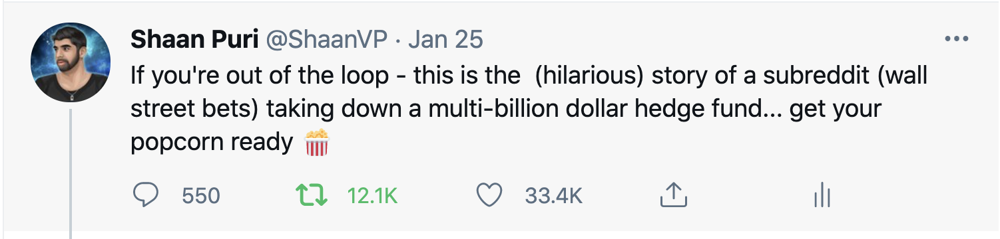 Shaan Puri @ShaanVP · Jan 25
If you're out of the loop - this is the  (hilarious) story of a subreddit (wall
street bets) taking down a multi-billion dollar hedge fund... get your
popcorn ready 🍿
550 12.1K 33.4K